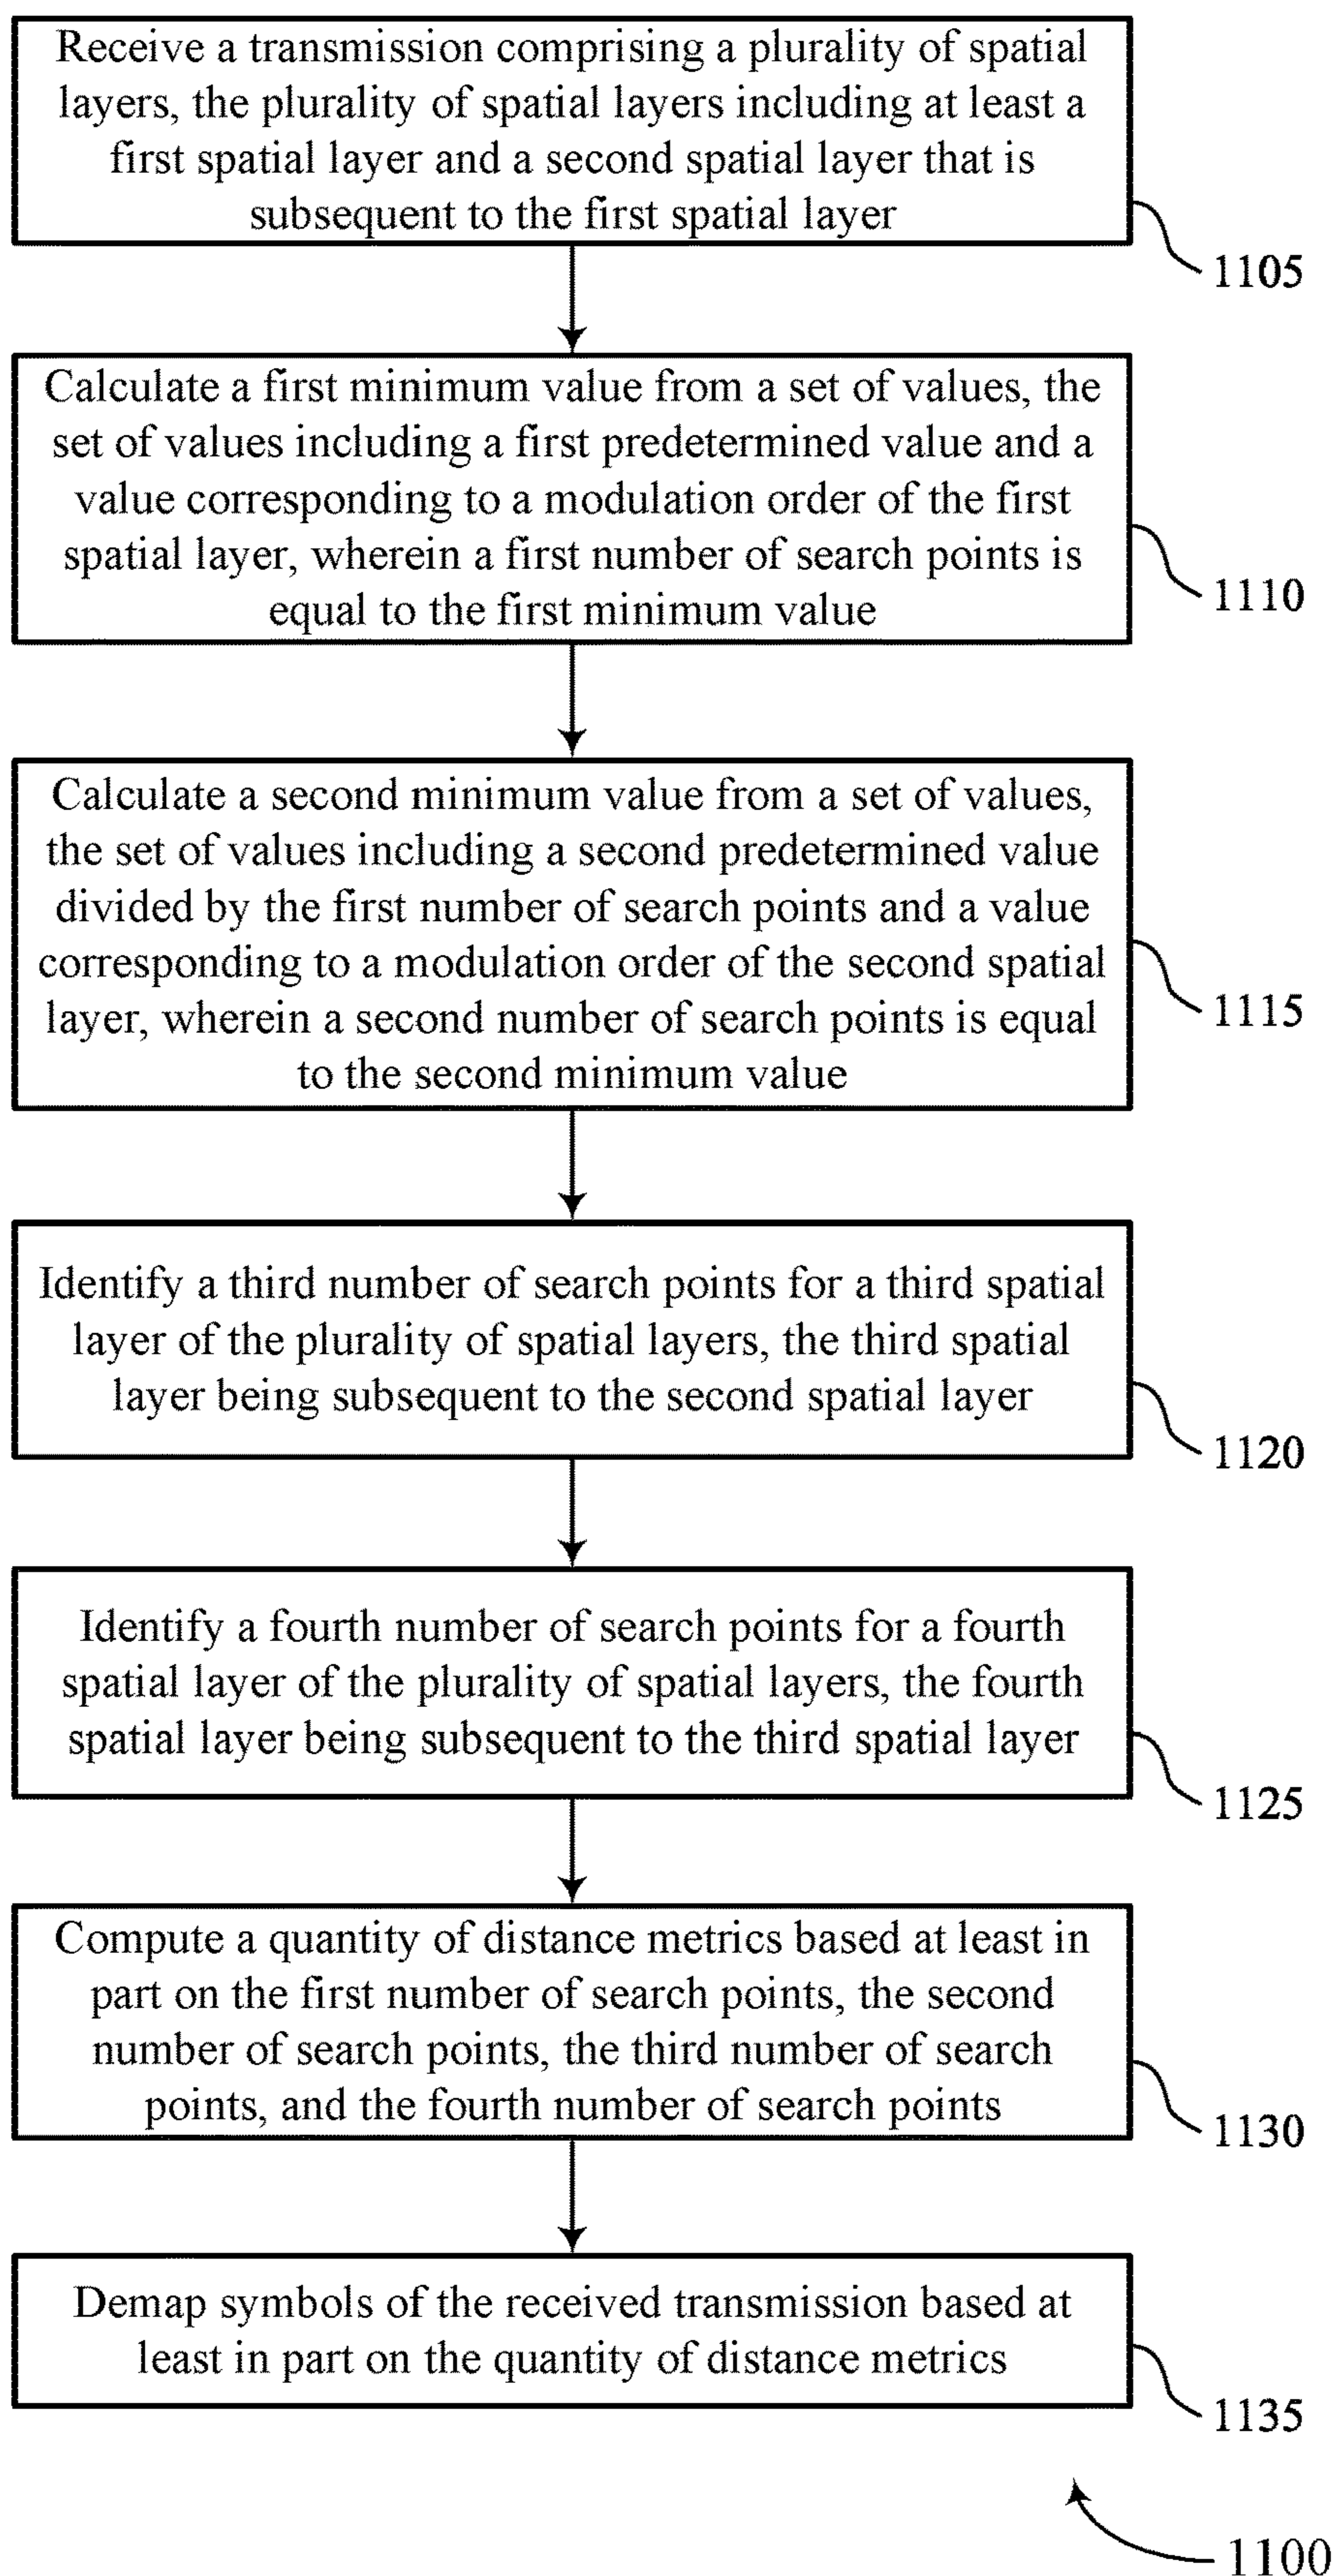 Receive a transmission comprising a plurality of spatial
layers, the plurality of spatial layers including at least a
first spatial layer and a second spatial layer that is
subsequent to the first spatial layer
1105
Calculate a first minimum value from a set of values, the
set of values including a first predetermined value and a
value corresponding to a modulation order of the first
spatial layer, wherein a first number of search points is
equal to the first minimum value
1110
Calculate a second minimum value from a set of values,
the set of values including a second predetermined value
divided by the first number of search points and a value
corresponding to a modulation order of the second spatial
layer, wherein a second number of search points is equal
to the second minimum value
1115
Identify a third number of search points for a third spatial
layer of the plurality of spatial layers, the third spatial
layer being subsequent to the second spatial layer
1120
Identify a fourth number of search points for a fourth
spatial layer of the plurality of spatial layers, the fourth
spatial layer being subsequent to the third spatial layer
1125
Compute a quantity of distance metrics based at least in
part on the first number of search points, the second
number of search points, the third number of search
points, and the fourth number of search points
1130
Demap symbols of the received transmission based at
least in part on the quantity of distance metrics
1135
1100